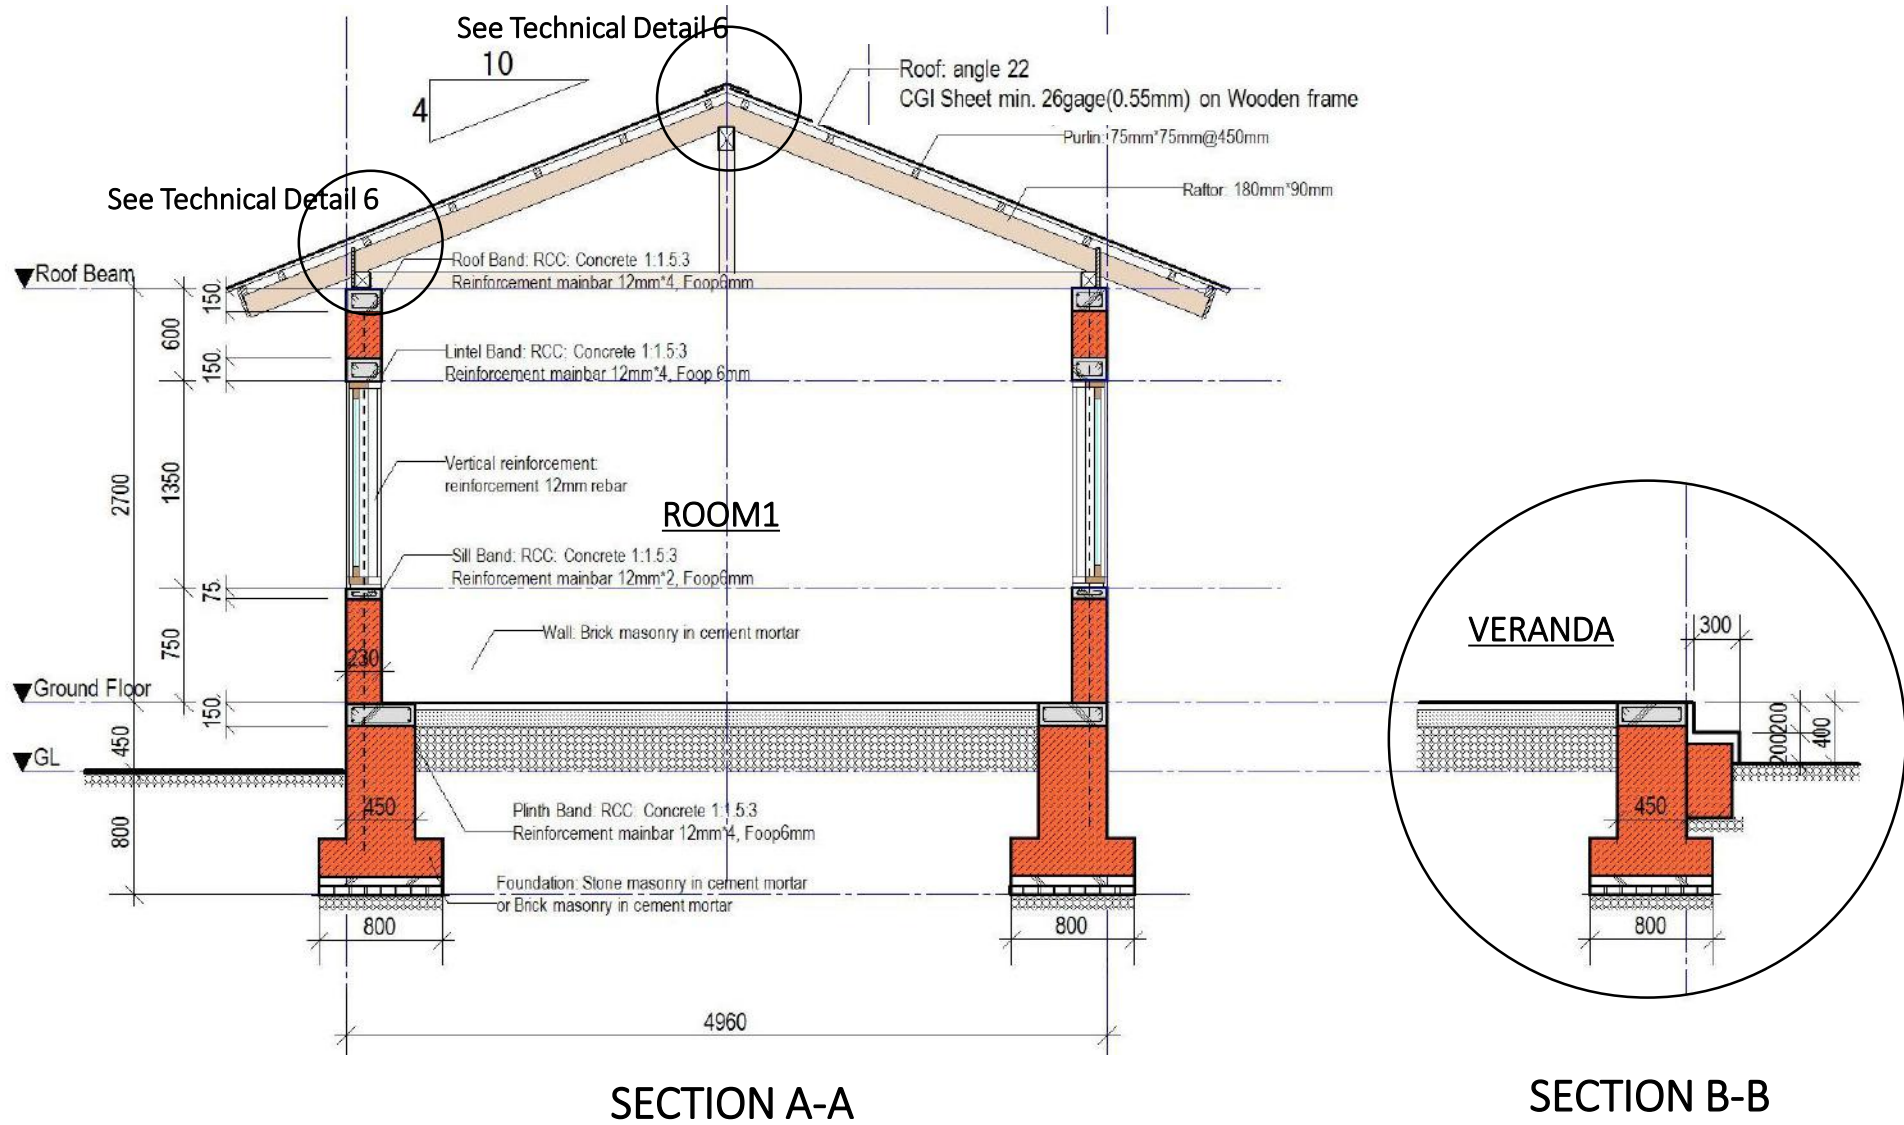 See Technical Detail 6
10
4
Roof: angle 22
CGI Sheet min. 26gage(0.55mm) on Wooden frame
Purlin: 75mm*75mm@450mm
Raftor: 180mm*90mm
See Technical Detail 6
Roof Beam
Roof Band: RCC: Concrete 1:1.5:3
Reinforcement mainbar 12mm*4, Foop6mm
150
600
150
Lintel Band: RCC: Concrete 1:1.5:3
Reinforcement mainbar 12mm*4, Foop 6mm
2700
1350
Vertical reinforcement:
reinforcement 12mm rebar
ROOM1
Sill Band: RCC: Concrete 1:1.5:3
Reinforcement mainbar 12mm*2, Foop6mm
75
750
Wall: Brick masonry in cement mortar
230
VERANDA
300
Ground Floor
150
450
200
200
400
GL
450
450
800
Plinth Band: RCC: Concrete 1:1.5:3
Reinforcement mainbar 12mm*4, Foop6mm
Foundation: Stone masonry in cement mortar
or Brick masonry in cement mortar
800
800
800
4960
SECTION A-A
SECTION B-B